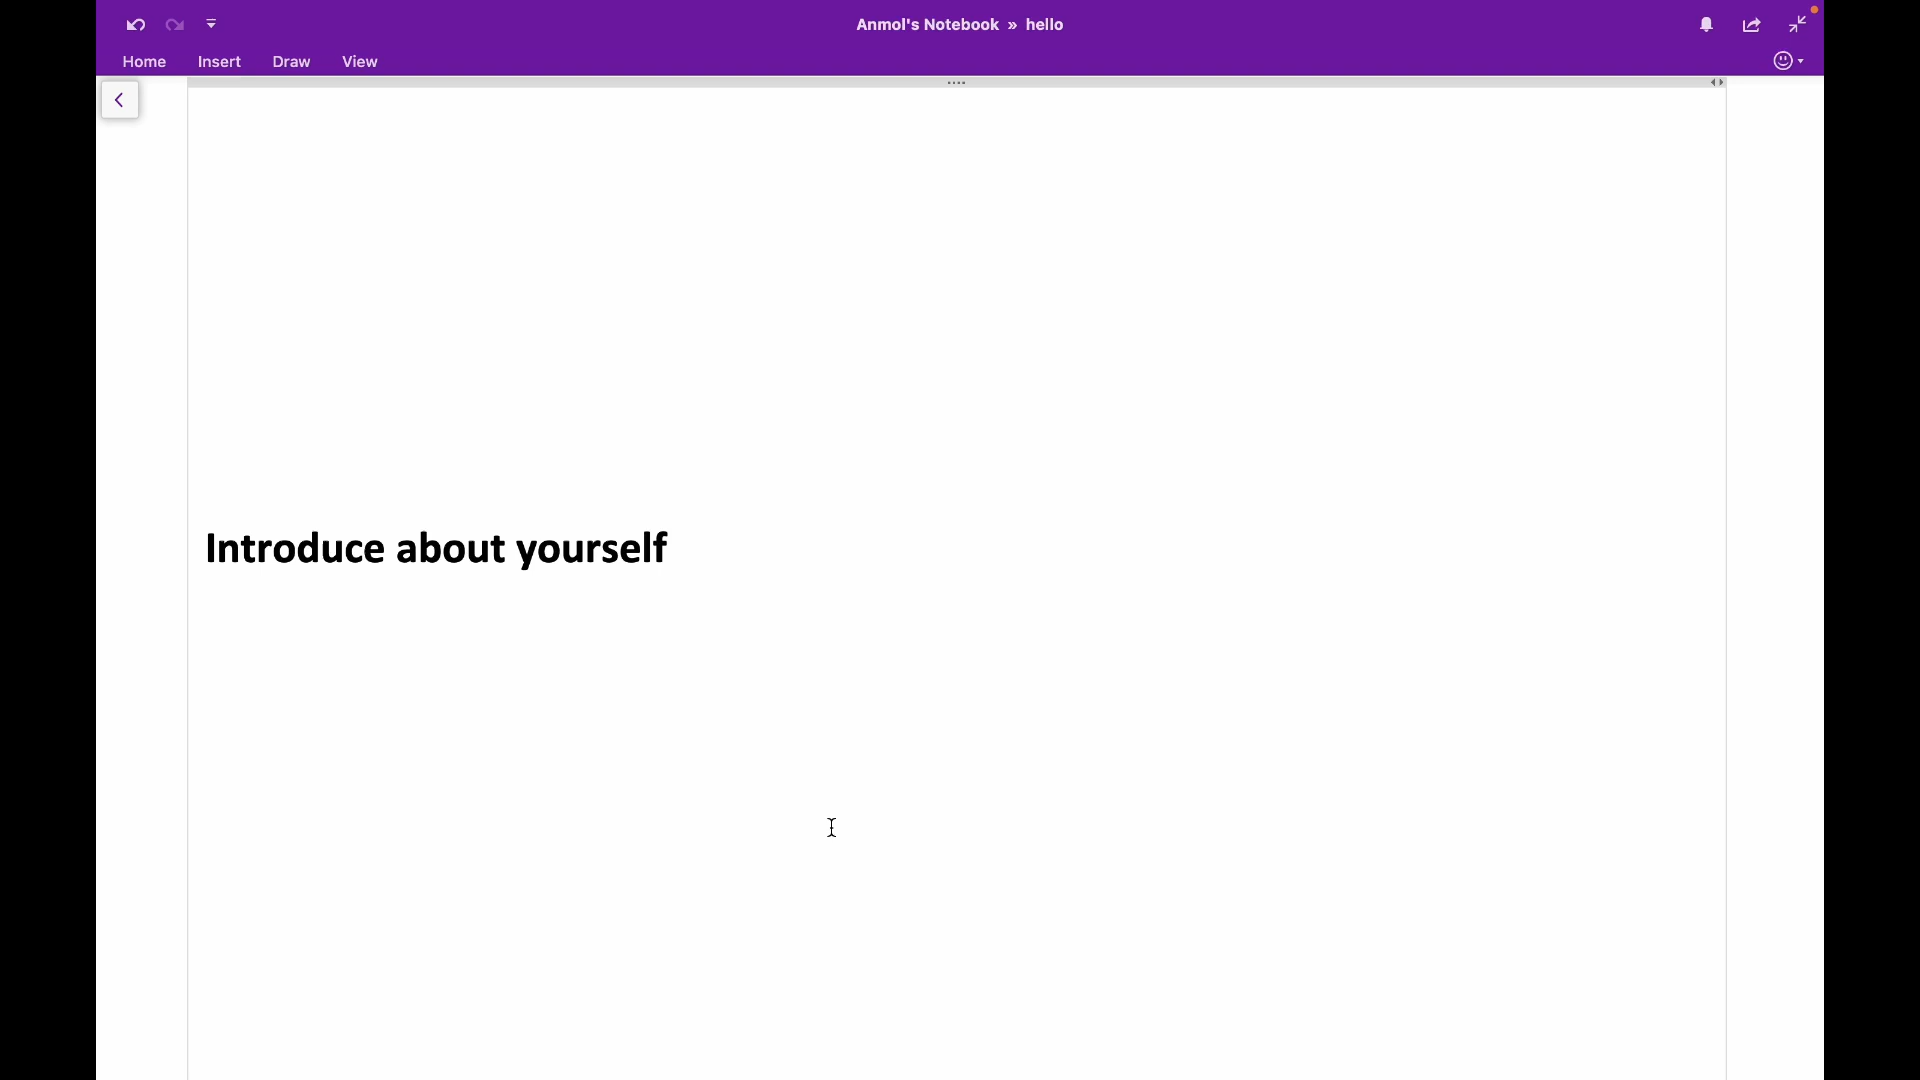 Anmol's Notebook » hello
Home Insert Draw View
Introduce about yourself